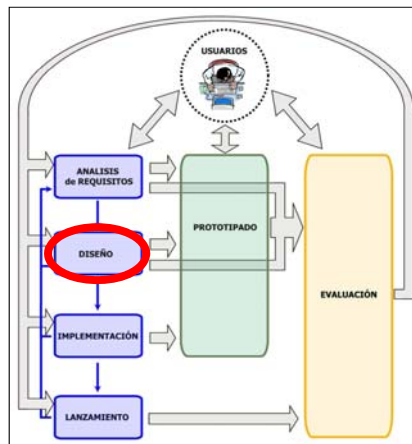 USUARIOS
ANALISIS
de REQUISITOS
PROTOTIPADO
DISEÑO
EVALUACIÓN
IMPLEMENTACIÓN
LANZAMIENTO